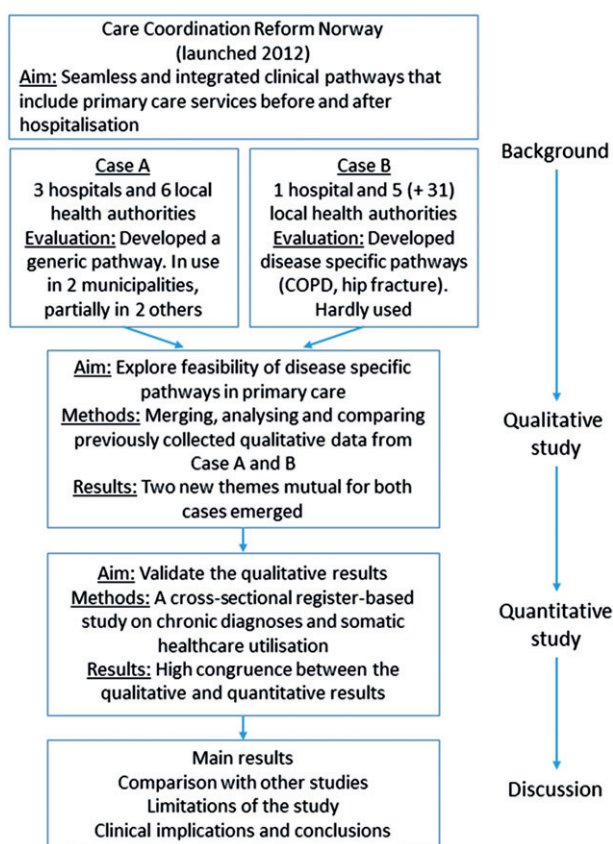 Care Coordination Reform Norway
(launched 2012)
Aim: Seamless and integrated clinical pathways that
include primary care services before and after
hospitalisation
Case A
3 hospitals and 6 local
health authorities
Evaluation: Developed a
generic pathway. In use
in 2 municipalities,
partially in 2 others
Case B
1 hospital and 5 (+ 31)
local health authorities
Evaluation: Developed
disease specific pathways
(COPD, hip fracture).
Hardly used
Background
Aim: Explore feasibility of disease specific
pathways in primary care
Methods: Merging, analysing and comparing
previously collected qualitative data from
Case A and B
Results: Two new themes mutual for both
cases emerged
Qualitative
study
Aim: Validate the qualitative results
Methods: A cross-sectional register-based
study on chronic diagnoses and somatic
healthcare utilisation
Results: High congruence between the
qualitative and quantitative results
Quantitative
study
Main results
Comparison with other studies
Limitations of the study
Clinical implications and conclusions
Discussion